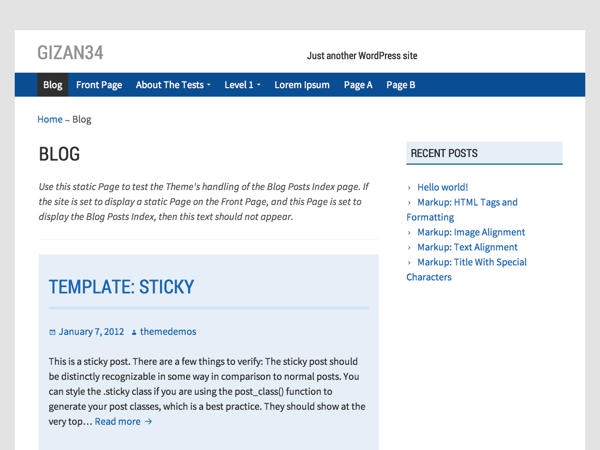 GIZAN34
Just another WordPress site
Blog Front Page About The Tests Level 1 Lorem Ipsum Page A Page B
Home – Blog
BLOG
Use this static Page to test the Theme's handling of the Blog Posts Index page. If
the site is set to display a static Page on the Front Page, and this Page is set to
display the Blog Posts Index, then this text should not appear.
TEMPLATE: STICKY
January 7, 2012 themedemos
This is a sticky post. There are a few things to verify: The sticky post should
be distinctly recognizable in some way in comparison to normal posts. You
can style the .sticky class if you are using the post_class() function to
generate your post classes, which is a best practice. They should show at the
very top… Read more →
RECENT POSTS
› Hello world!
› Markup: HTML Tags and
Formatting
› Markup: Image Alignment
› Markup: Text Alignment
› Markup: Title With Special
Characters